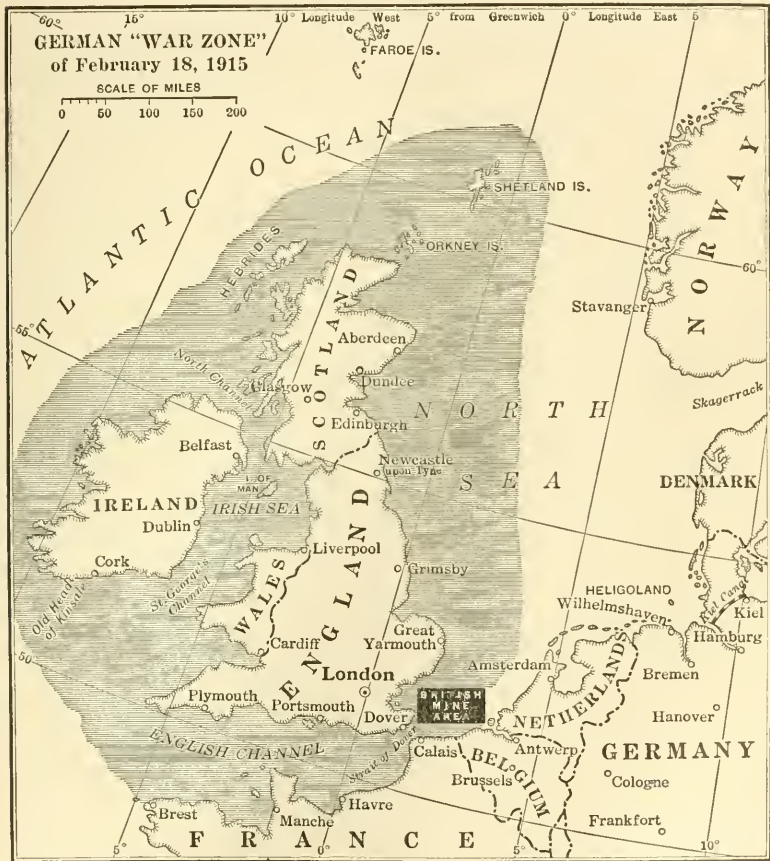 60°
15°
10° Longitude West 5° from Greenwich 0° Longitude East 5
GERMAN "WAR ZONE"
of February 18, 1915
SCALE OF MILES
0 50 100 150 200
FAROE IS.
ATLANTIC OCEAN
SHETLAND IS.
ORKNEY IS.
HEBRIDES
NORWAY
60°
Stavanger
55°
SCOTLAND
Aberdeen
Dundee
North Channel
Glasgow
Edinburgh
NORTH
SEA
Skagerrack
Belfast
Newcastle
upon-Tyne
DENMARK
I. OF
MAN
IRELAND
IRISH SEA
Dublin
Liverpool
Cork
Grimsby
St. George's
Channel
Old Head
of Kinsale
WALES
ENGLAND
HELIGOLAND
Wilhelmshaven
Kiel Canal
Kiel
Hamburg
Great
Yarmouth
Cardiff
Amsterdam
Bremen
50
London
BRITISH
MINE
AREA
NETHERLANDS
Plymouth
Portsmouth
Dover
Hanover
ENGLISH CHANNEL
Strait of Dover
Calais
Antwerp
GERMANY
BELGIUM
Brussels
Cologne
Brest
Manche
Havre
Frankfort
FRANCE
5°
0°
5°
10°